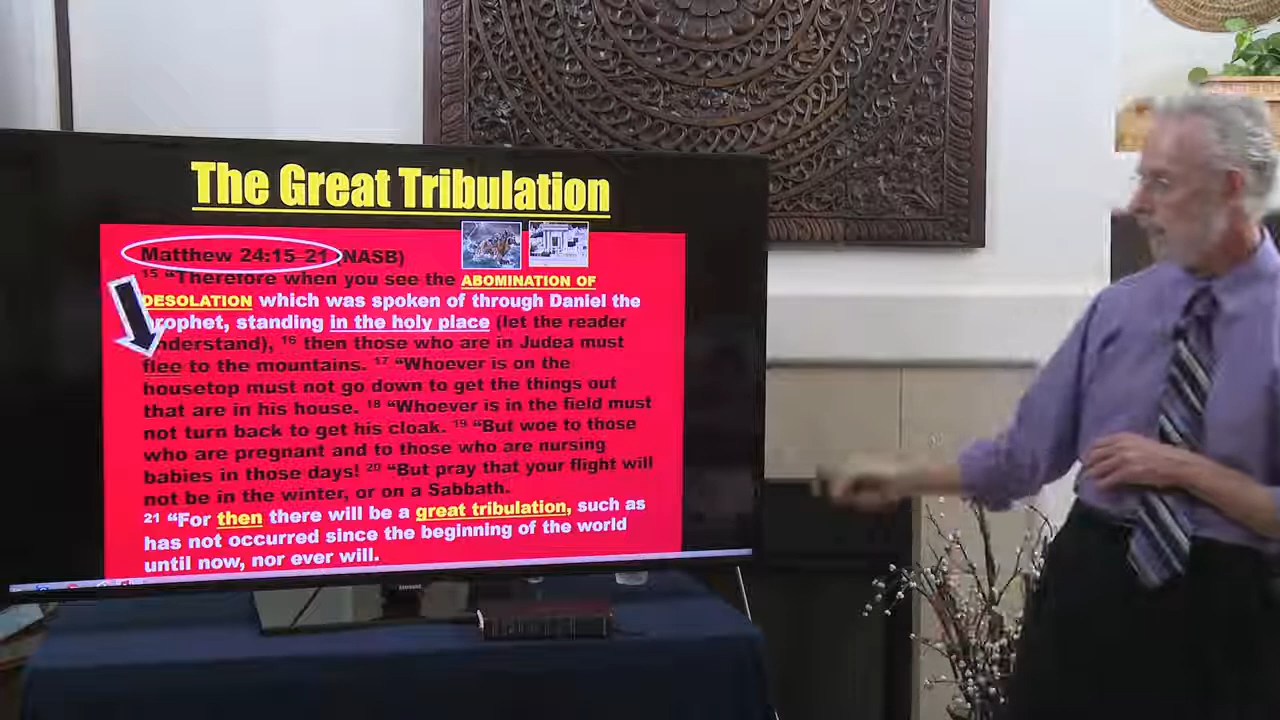 The Great Tribulation
Matthew 24:15-21 (NASB)
15 “Therefore when you see the ABOMINATION OF
DESOLATION which was spoken of through Daniel the
rophet, standing in the holy place (let the reader
nderstand), 16 then those who are in Judea must
flee to the mountains. 17 “Whoever is on the
housetop must not go down to get the things out
that are in his house. 18 “Whoever is in the field must
not turn back to get his cloak. 19 “But woe to those
who are pregnant and to those who are nursing
babies in those days! 20 “But pray that your flight will
not be in the winter, or on a Sabbath.
21 “For then there will be a great tribulation, such as
has not occurred since the beginning of the world
until now, nor ever will.
SAMSUNG